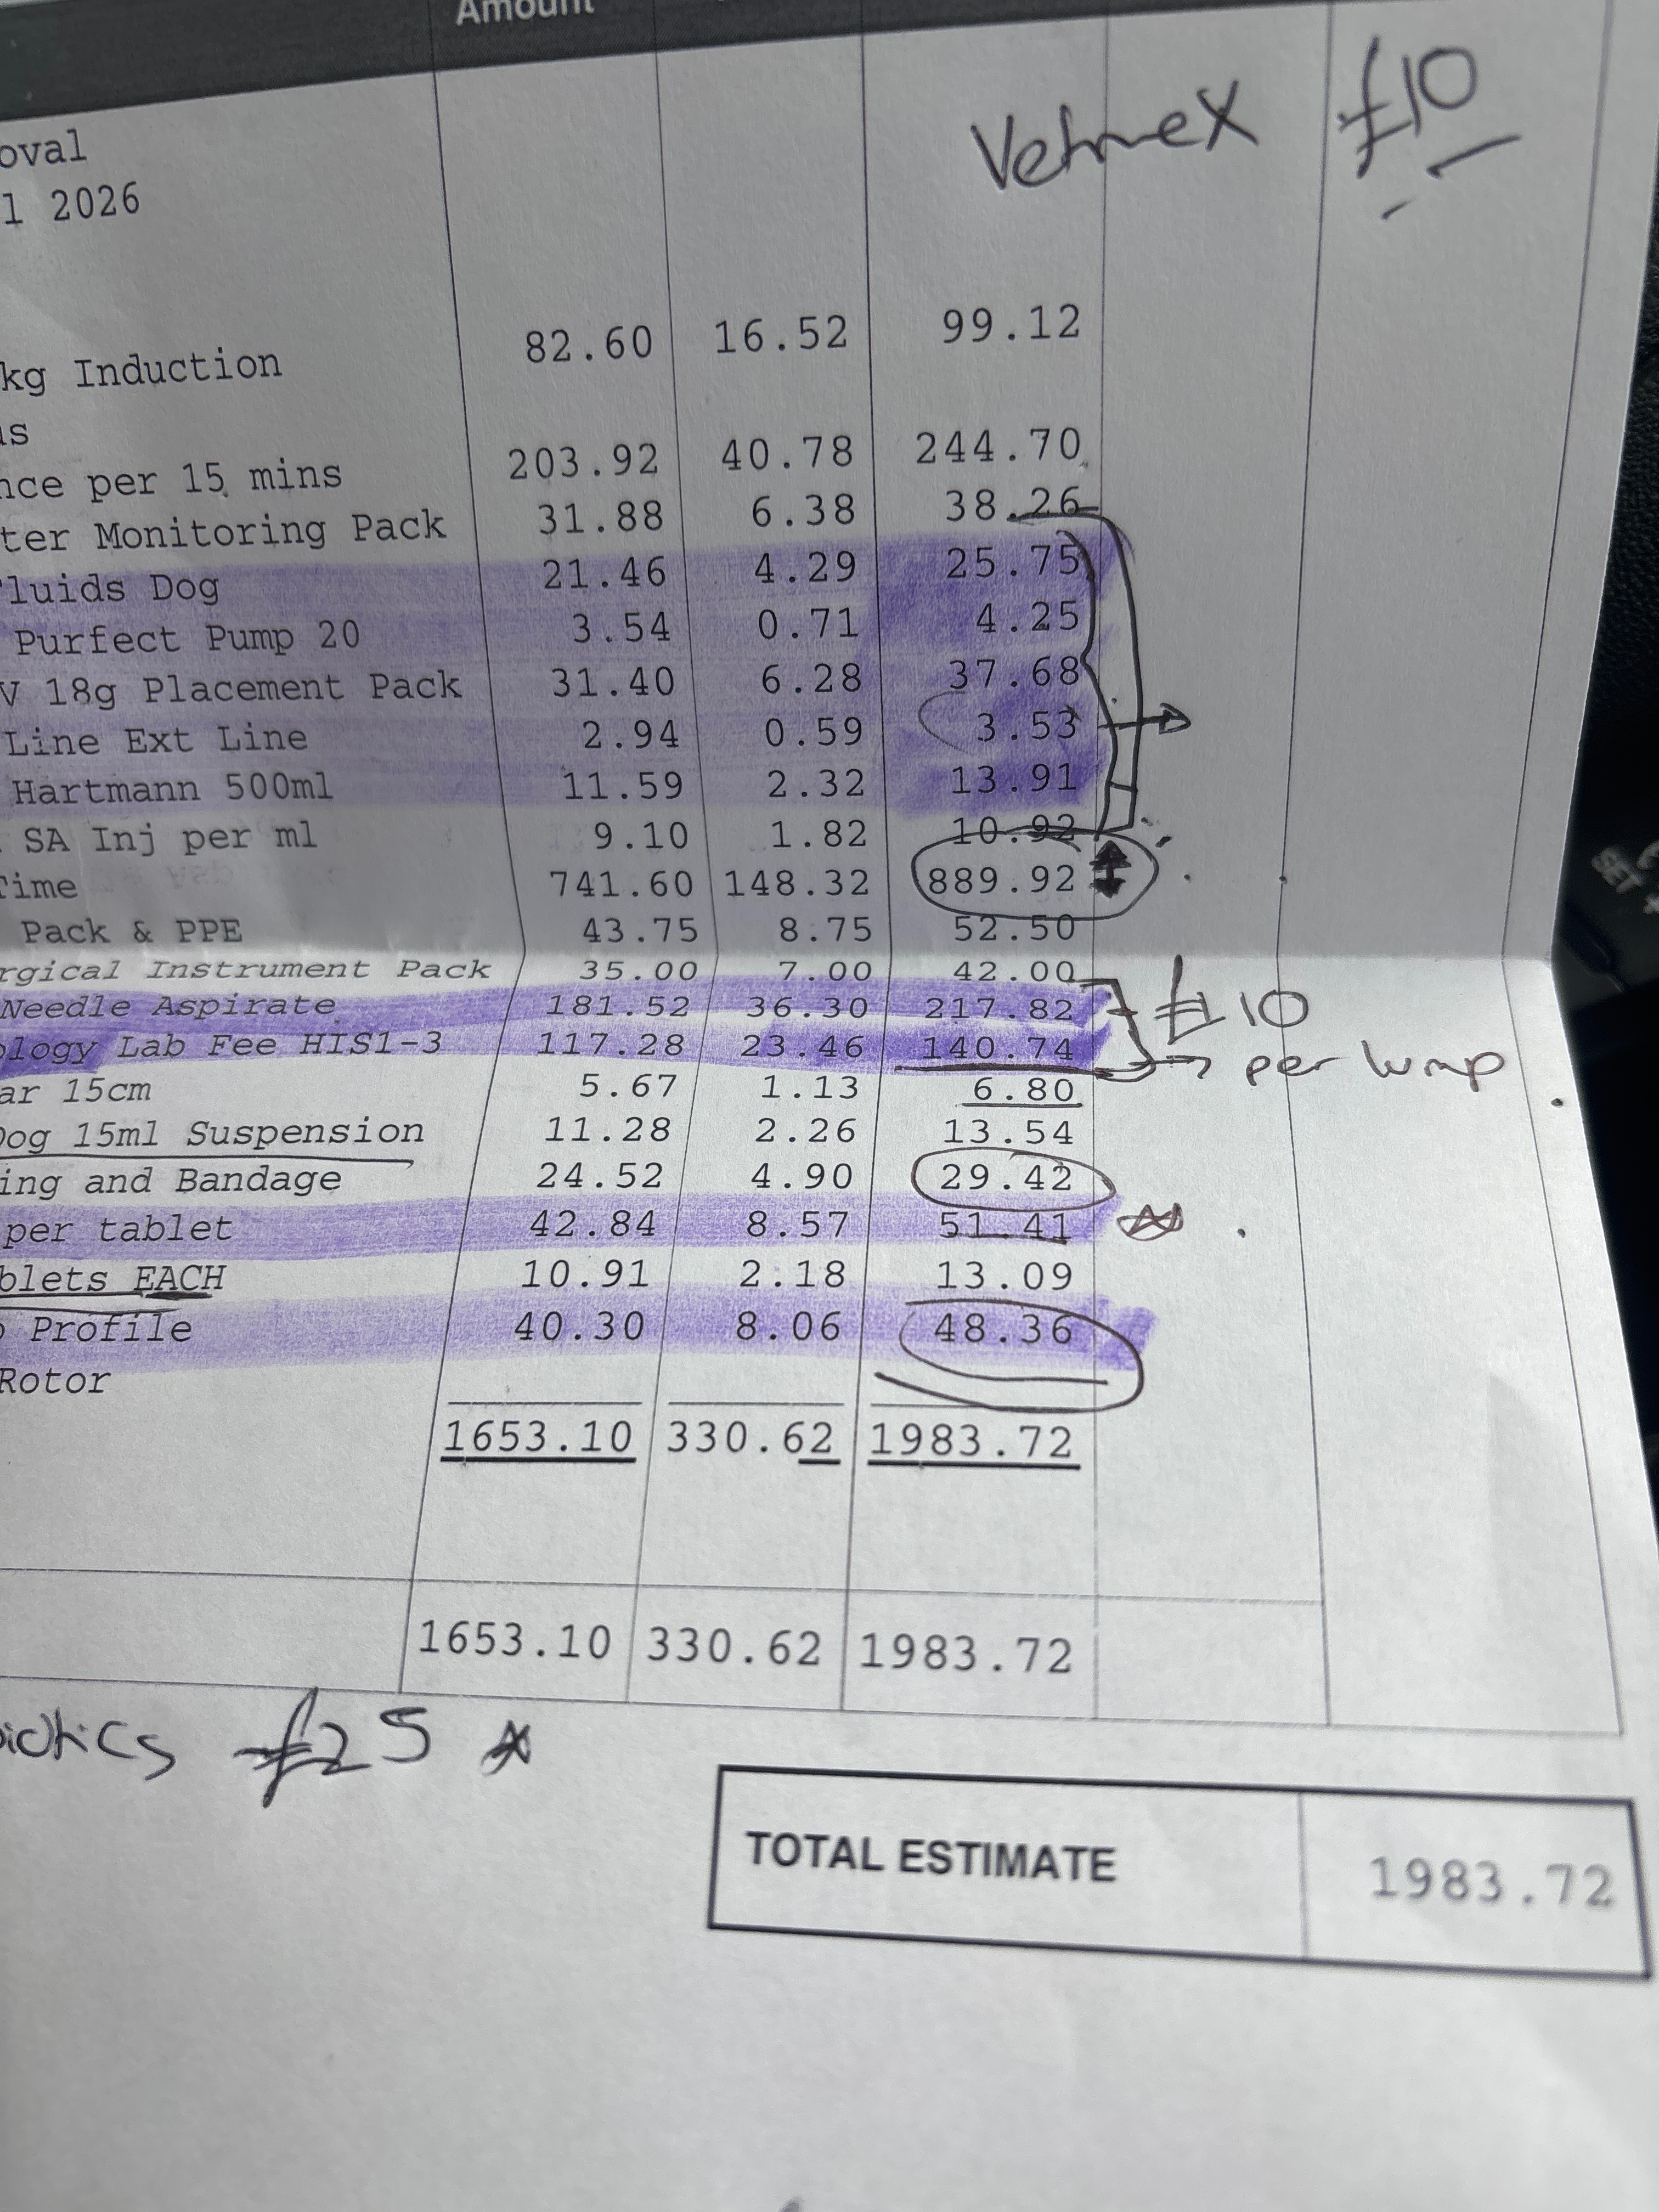 Amount
Vetmex £10
oval
l 2026
82.60 16.52 99.12
kg Induction
us
nce per 15 mins 203.92 40.78 244.70
ter Monitoring Pack 31.88 6.38 38.26
Fluids Dog 21.46 4.29 25.75
Purfect Pump 20 3.54 0.71 4.25
V 18g Placement Pack 31.40 6.28 37.68
Line Ext Line 2.94 0.59 3.53
Hartmann 500ml 11.59 2.32 13.91
SA Inj per ml 9.10 1.82 10.92
Time 741.60 148.32 889.92
Pack & PPE 43.75 8.75 52.50
rgical Instrument Pack 35.00 7.00 42.00
Needle Aspirate 181.52 36.30 217.82 £110
ology Lab Fee HIS1-3 117.28 23.46 140.74 per lump
ar 15cm 5.67 1.13 6.80
Dog 15ml Suspension 11.28 2.26 13.54
ing and Bandage 24.52 4.90 29.42
per tablet 42.84 8.57 51.41
blets EACH 10.91 2.18 13.09
o Profile 40.30 8.06 48.36
Rotor
1653.10 330.62 1983.72
1653.10 330.62 1983.72
iotics £25 *
TOTAL ESTIMATE 1983.72